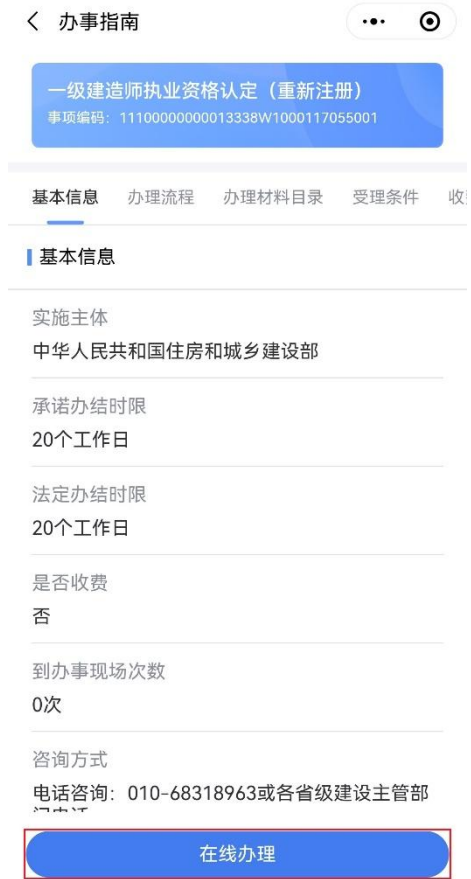 办事指南
一级建造师执业资格认定（重新注册）
事项编码：11100000000013338W1000117055001
基本信息 办理流程 办理材料目录 受理条件 收
基本信息
实施主体
中华人民共和国住房和城乡建设部
承诺办结时限
20个工作日
法定办结时限
20个工作日
是否收费
否
到办事现场次数
0次
咨询方式
电话咨询：010-68318963或各省级建设主管部
门电话
在线办理